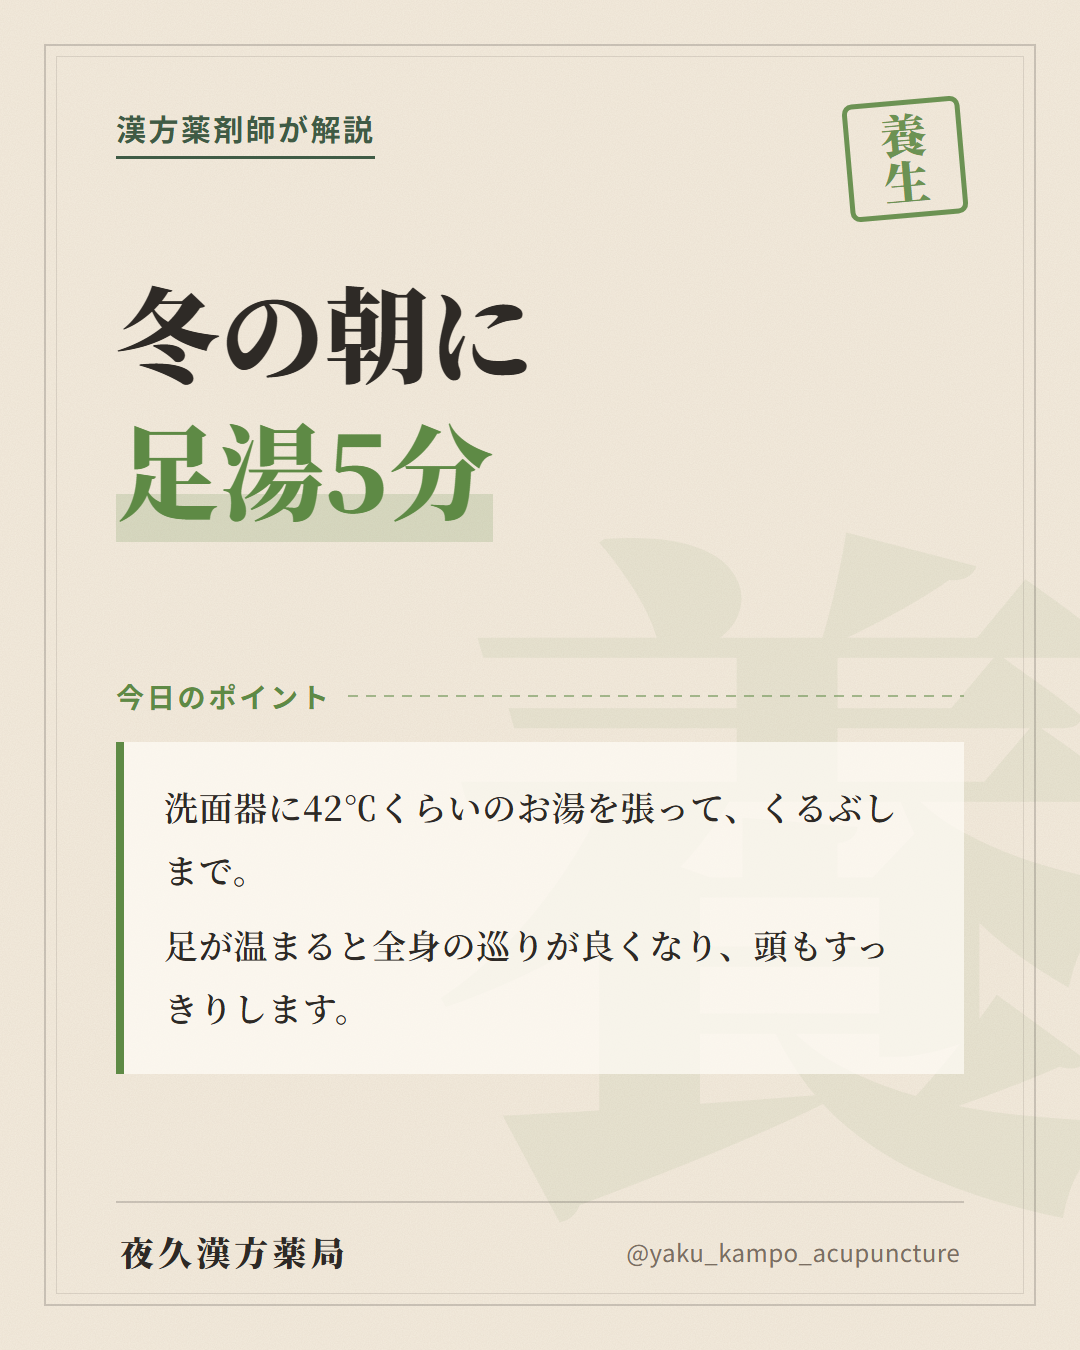 漢方薬剤師が解説
養
生
冬の朝に
足湯5分
今日のポイント
洗面器に42℃くらいのお湯を張って、くるぶし
まで。
足が温まると全身の巡りが良くなり、頭もすっ
きりします。
夜久漢方薬局
@yaku_kampo_acupuncture
養